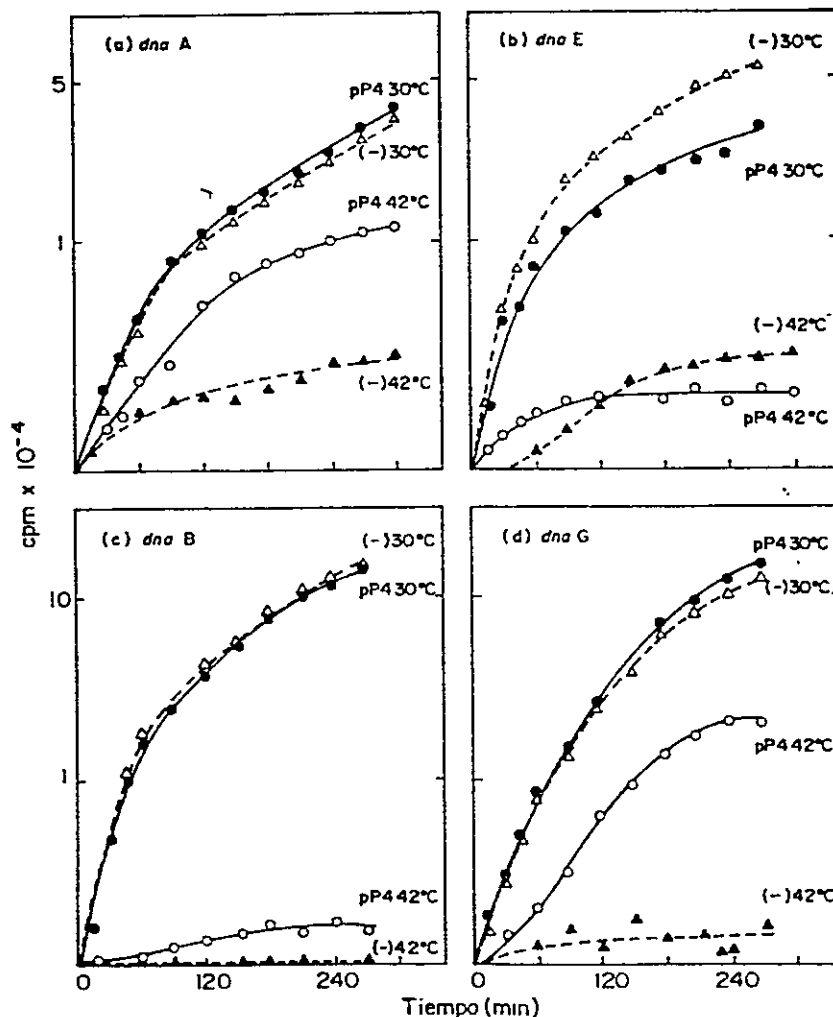 (a) dna A
5
pP4 30°C
(-)30°C
pP4 42°C
1
(-)42°C
(b) dna E
(-)30°C
pP4 30°C
(-)42°C
pP4 42°C
cpm x 10⁻⁴
(c) dna B
(-)30°C
pP4 30°C
10
1
pP4 42°C
(-)42°C
0
120
240
(d) dna G
pP4 30°C
(-)30°C
pP4 42°C
(-)42°C
0
120
240
Tiempo (min)